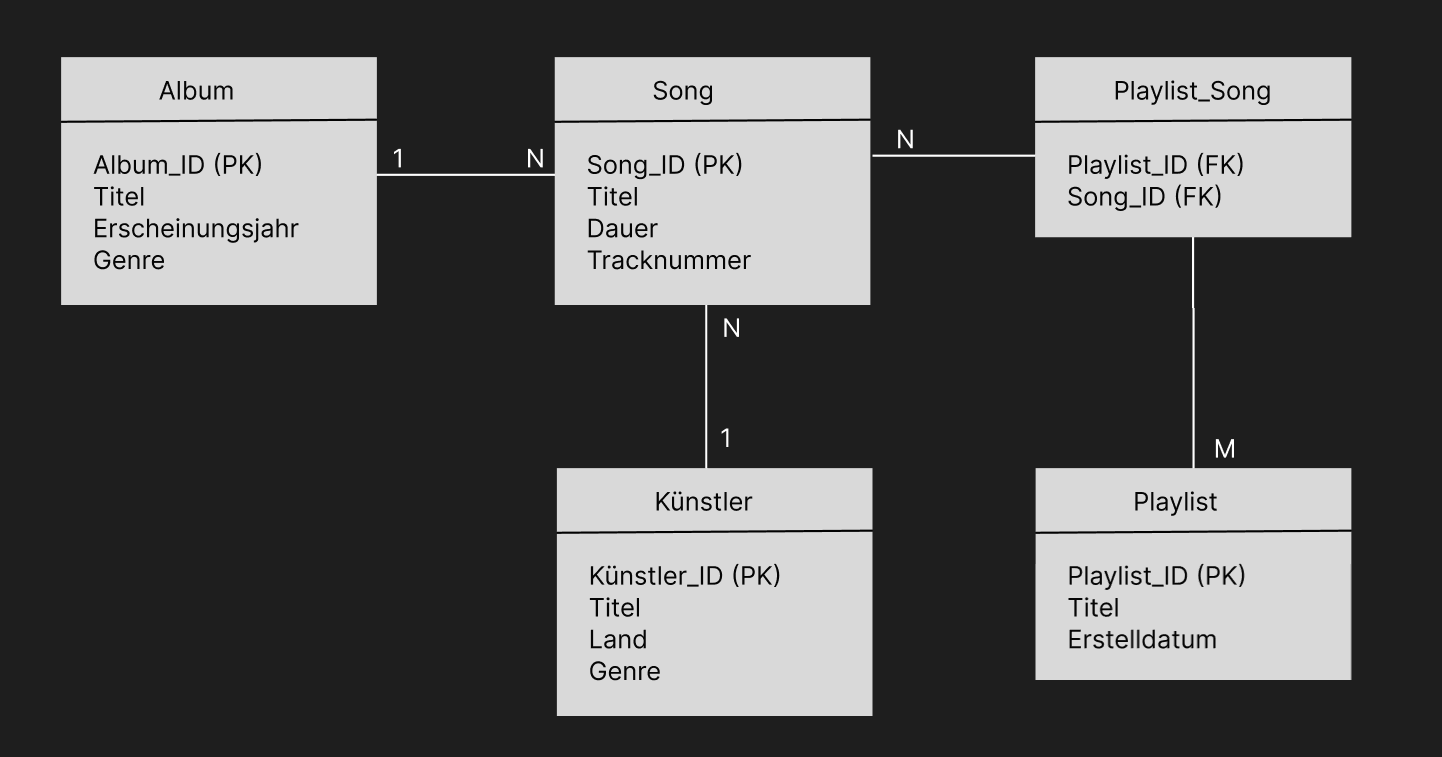 Album
Album_ID (PK)
Titel
Erscheinungsjahr
Genre
1
N
Song
Song_ID (PK)
Titel
Dauer
Tracknummer
N
Playlist_Song
Playlist_ID (FK)
Song_ID (FK)
N
1
Künstler
Künstler_ID (PK)
Titel
Land
Genre
M
Playlist
Playlist_ID (PK)
Titel
Erstelldatum